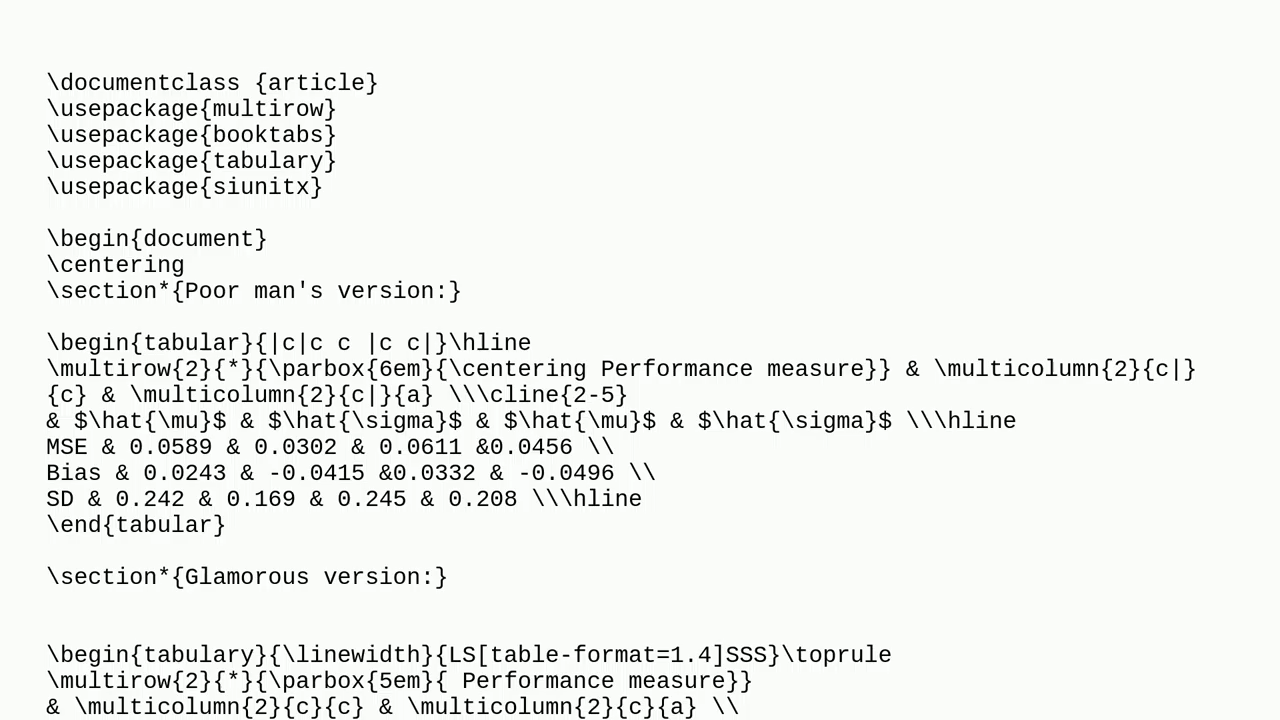 \documentclass {article}
\usepackage{multirow}
\usepackage{booktabs}
\usepackage{tabulary}
\usepackage{siunitx}
\begin{document}
\centering
\section*{Poor man's version:}
\begin{tabular}{|c|c c |c c|}\hline
\multirow{2}{*}{\parbox{6em}{\centering Performance measure}} & \multicolumn{2}{c|}
{c} & \multicolumn{2}{c|}{a} \\\cline{2-5}
& $\hat{\mu}$ & $\hat{\sigma}$ & $\hat{\mu}$ & $\hat{\sigma}$ \\\hline
MSE & 0.0589 & 0.0302 & 0.0611 &0.0456 \\
Bias & 0.0243 & -0.0415 &0.0332 & -0.0496 \\
SD & 0.242 & 0.169 & 0.245 & 0.208 \\\hline
\end{tabular}
\section*{Glamorous version:}
\begin{tabulary}{\linewidth}{LS[table-format=1.4]SSS}\toprule
\multirow{2}{*}{\parbox{5em}{ Performance measure}}
& \multicolumn{2}{c}{c} & \multicolumn{2}{c}{a} \\